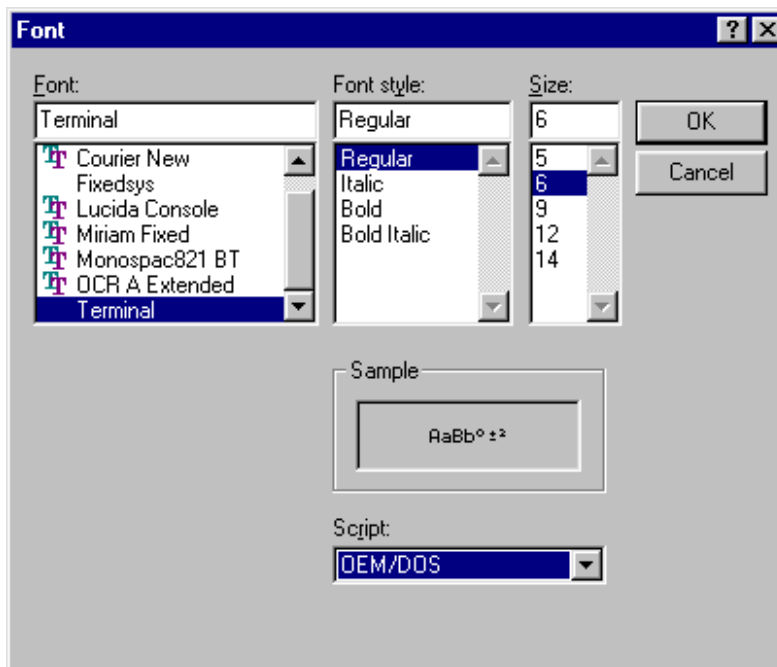 Font
Font:
Terminal
Courier New
Fixedsys
Lucida Console
Miriam Fixed
Monospac821 BT
OCR A Extended
Terminal
Font style:
Regular
Regular
Italic
Bold
Bold Italic
Size:
6
5
6
9
12
14
OK
Cancel
Sample
AaBbº±²
Script:
OEM/DOS